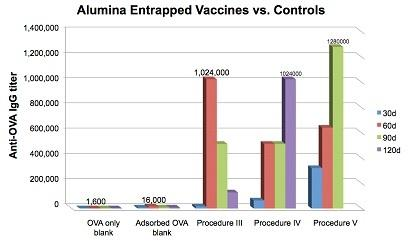 Alumina Entrapped Vaccines vs. Controls
Anti-OVA IgG titer
1,400,000
1,200,000
1,000,000
800,000
600,000
400,000
200,000
0
1,600
16,000
1,024,000
1024000
1280000
OVA only
blank
Adsorbed OVA
blank
Procedure III
Procedure IV
Procedure V
30d
60d
90d
120d